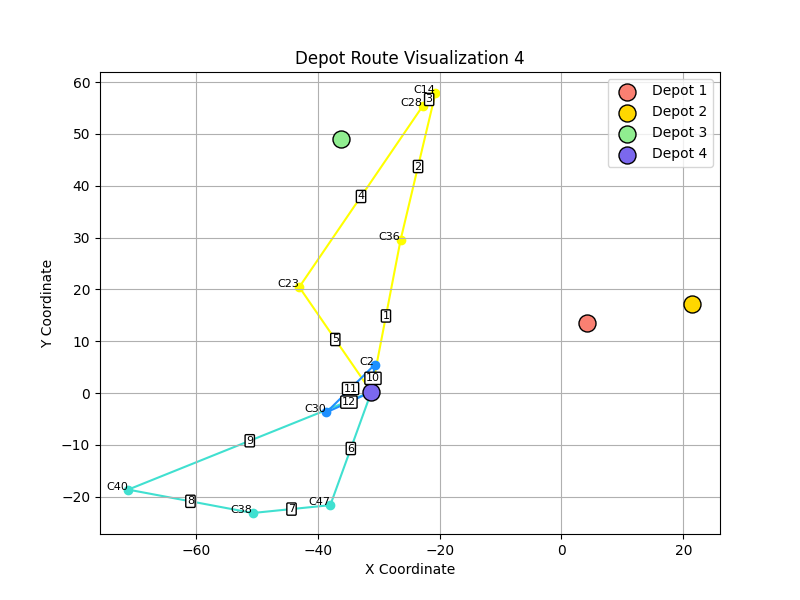 Depot Route Visualization 4
Depot 1
Depot 2
Depot 3
Depot 4
C14
3
C28
2
4
C36
C23
1
5
C2
10
11
12
C30
9
6
C40
8
C38
7
C47
60
50
40
30
20
10
0
−10
−20
−60
−40
−20
0
20
X Coordinate
Y Coordinate